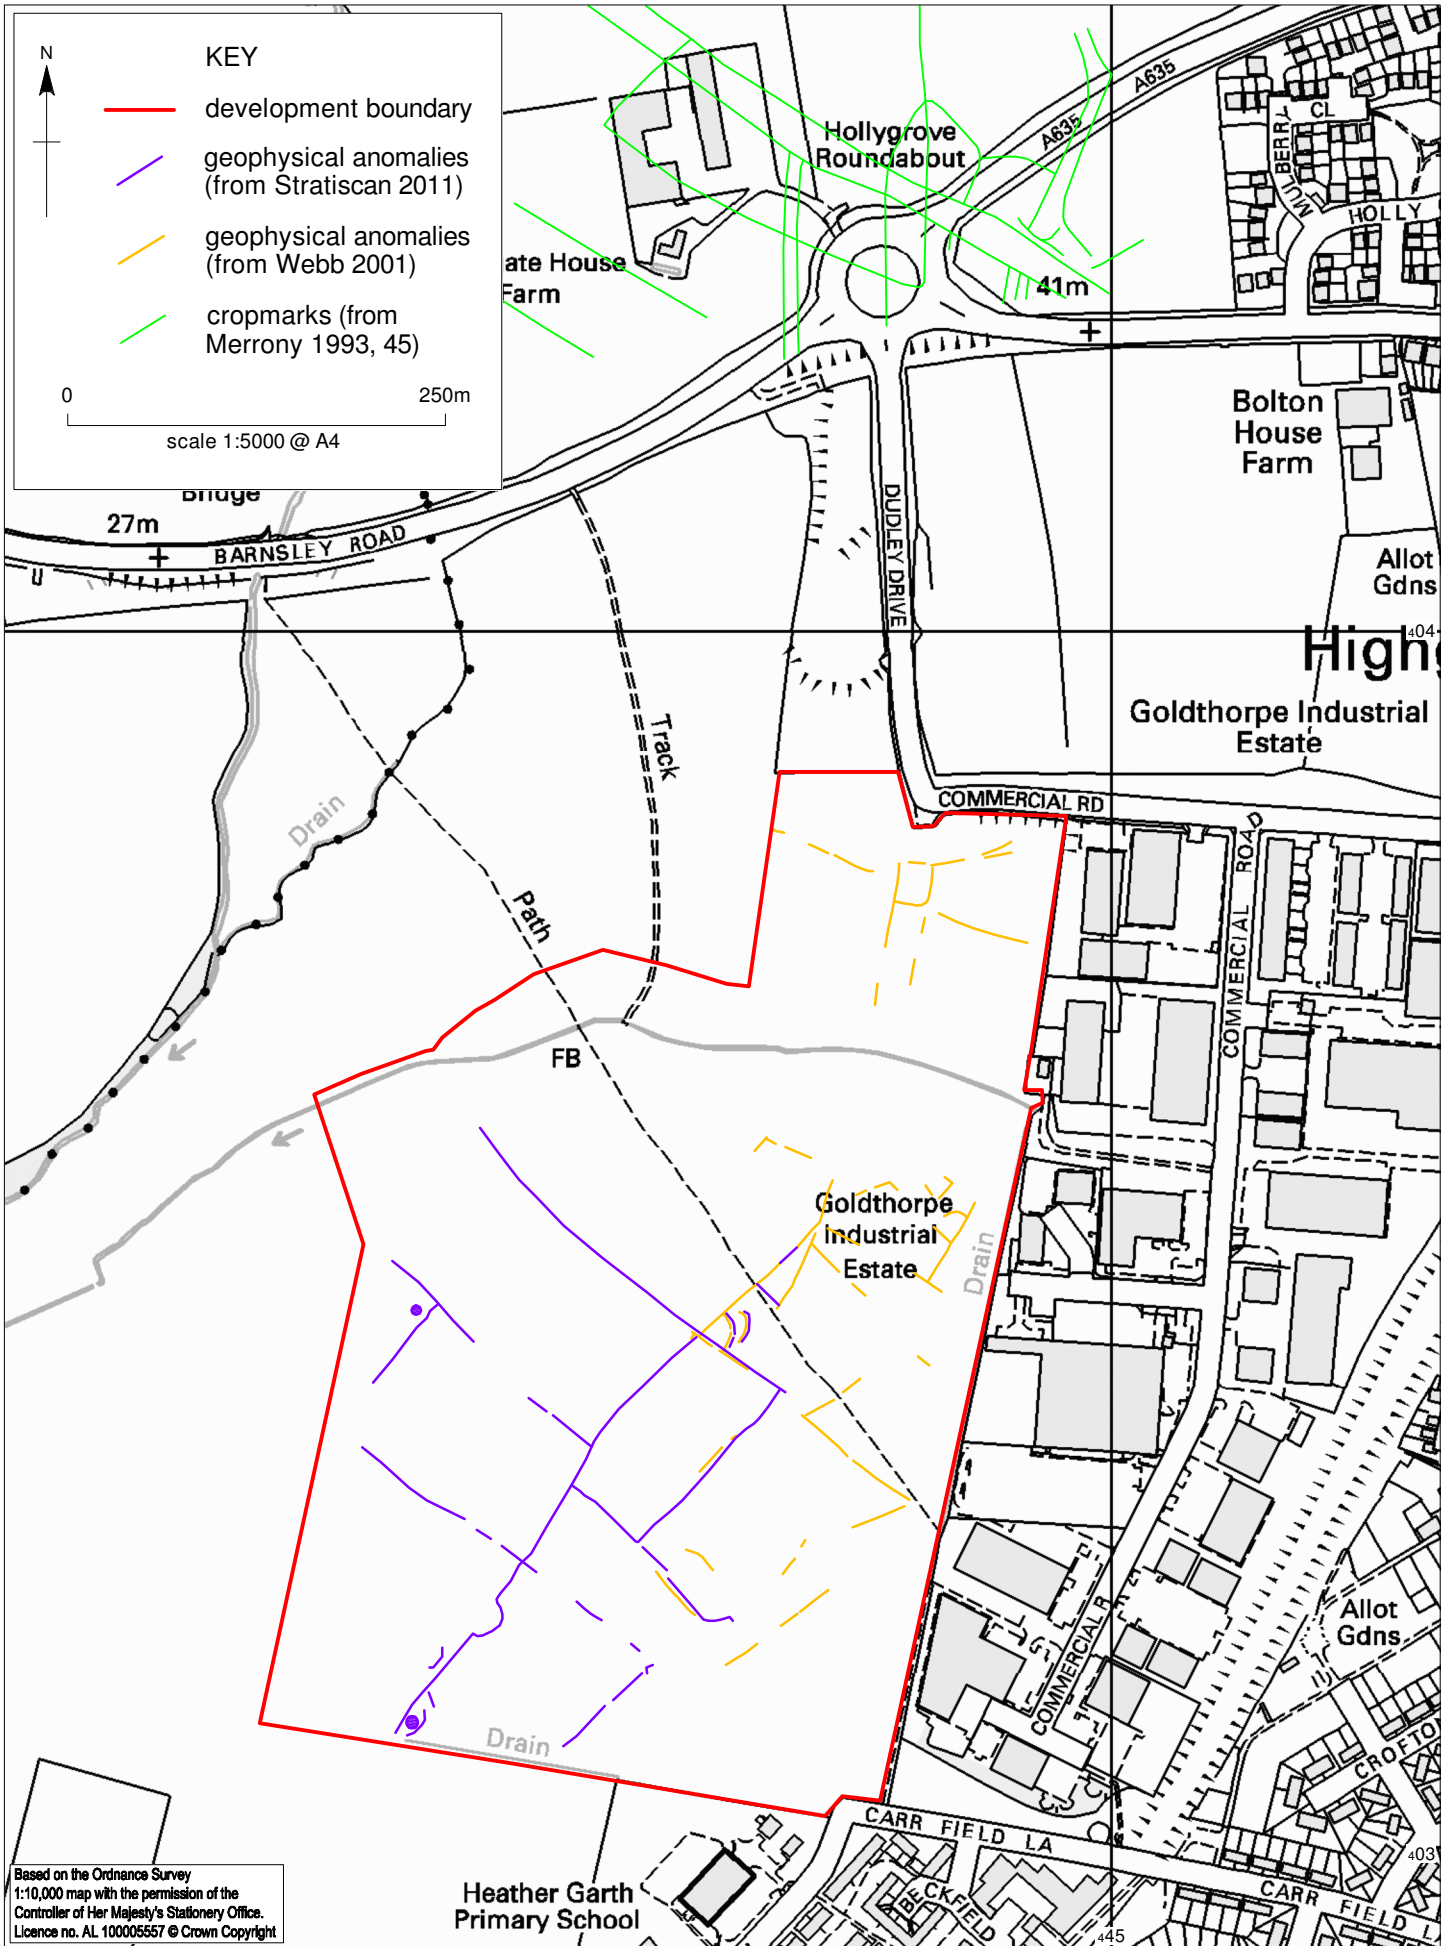 N
KEY
development boundary
geophysical anomalies
(from Stratiscan 2011)
geophysical anomalies
(from Webb 2001)
cropmarks (from
Merrony 1993, 45)
0 250m
scale 1:5000 @ A4
Hollygrove
Roundabout
A635
A635
MULBERRY
CL
HOLLY
ate House
Farm
41m
Bolton
House
Farm
Bridge
27m
BARNSLEY ROAD
DUDLEY DRIVE
Allot
Gdns
404
High
Goldthorpe Industrial
Estate
Track
Drain
COMMERCIAL RD
COMMERCIAL ROAD
Path
FB
Goldthorpe
Industrial
Estate
Drain
Allot
Gdns
COMMERCIAL R
Drain
CROFTO
CARR FIELD LA
403
CARR FIELD L
Heather Garth
Primary School
BECKFIELD
445
Based on the Ordnance Survey
1:10,000 map with the permission of the
Controller of Her Majesty's Stationery Office.
Licence no. AL 100005557 © Crown Copyright